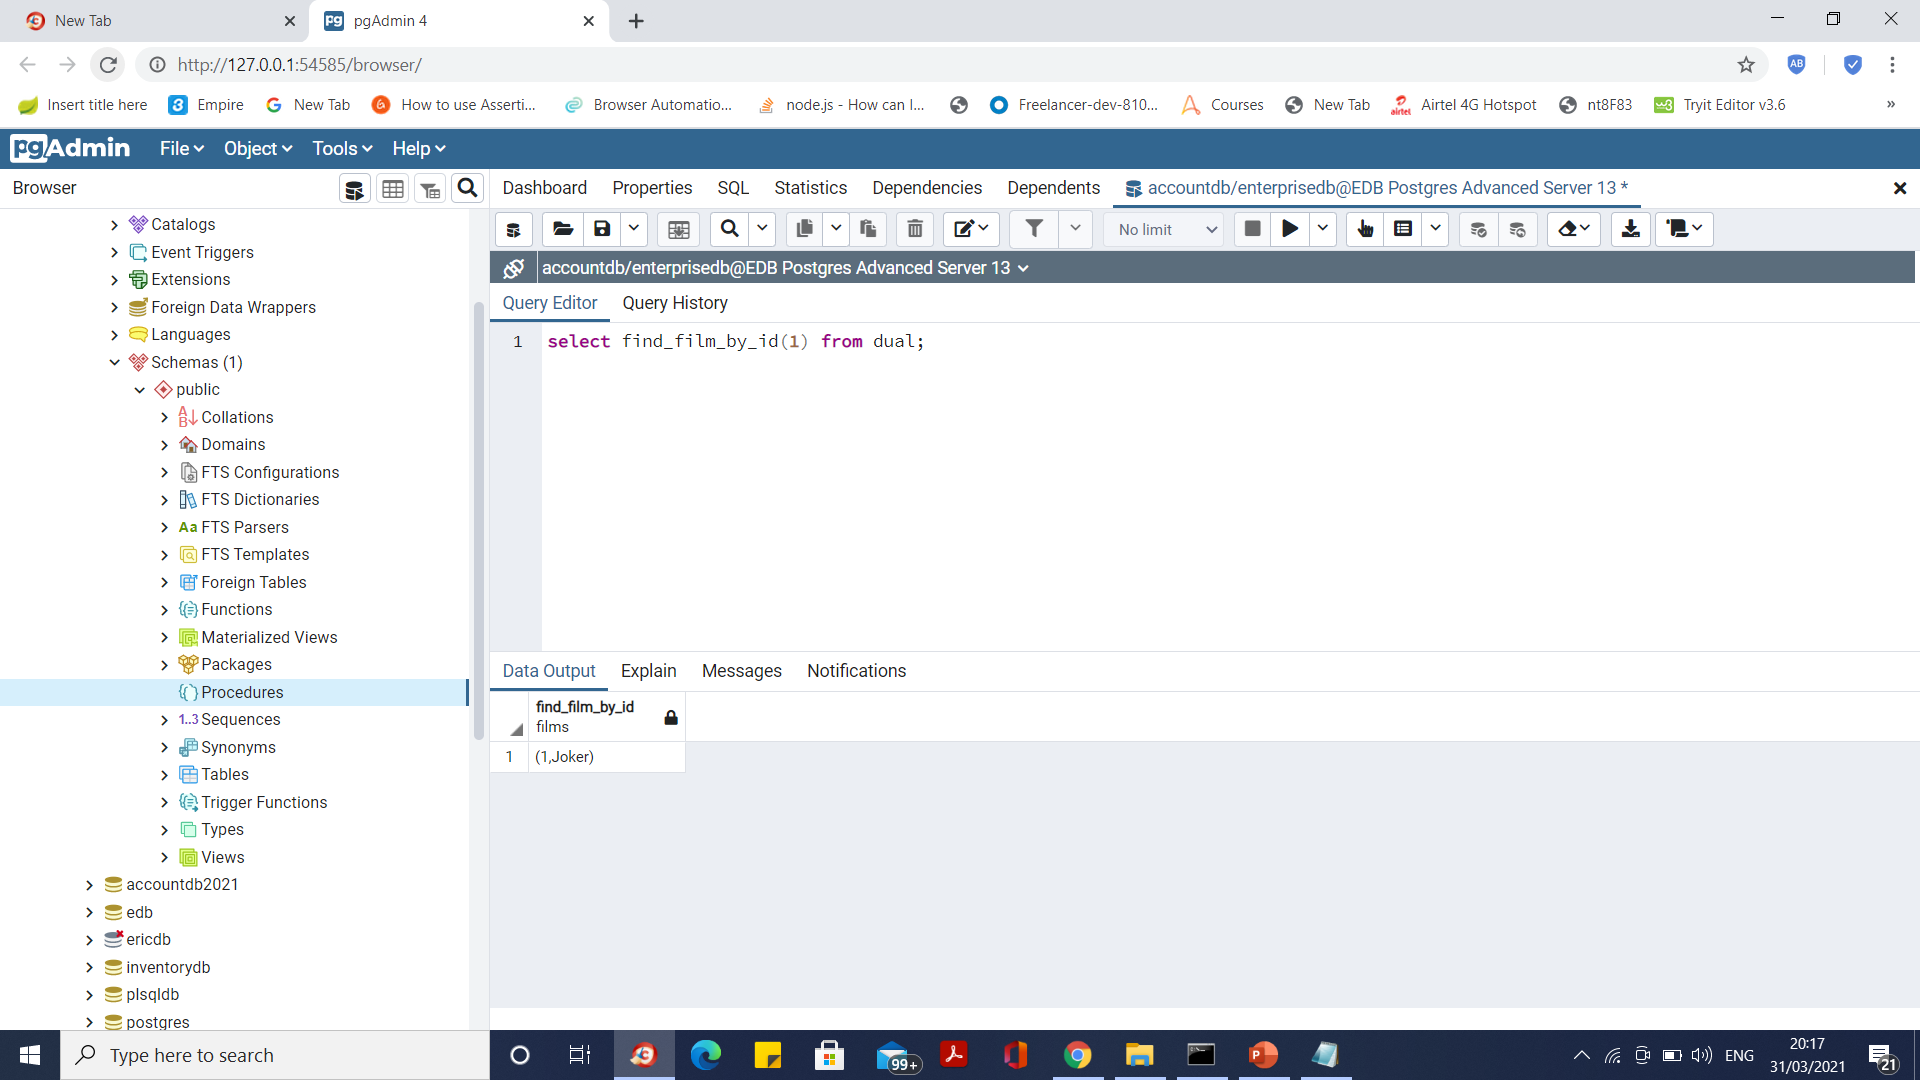 New Tab
pgAdmin 4
http://127.0.0.1:54585/browser/
AB
Insert title here
Empire
New Tab
How to use Asserti...
Browser Automatio...
node.js - How can I...
Freelancer-dev-810...
Courses
New Tab
Airtel 4G Hotspot
nt8F83
Tryit Editor v3.6
»
pgAdmin
File
Object
Tools
Help
Browser
Dashboard
Properties
SQL
Statistics
Dependencies
Dependents
accountdb/enterprisedb@EDB Postgres Advanced Server 13 *
No limit
accountdb/enterprisedb@EDB Postgres Advanced Server 13
Query Editor
Query History
1 select find_film_by_id(1) from dual;
Catalogs
Event Triggers
Extensions
Foreign Data Wrappers
Languages
Schemas (1)
public
Collations
Domains
FTS Configurations
FTS Dictionaries
Aa FTS Parsers
FTS Templates
Foreign Tables
Functions
Materialized Views
Packages
Procedures
1..3 Sequences
Synonyms
Tables
Trigger Functions
Types
Views
accountdb2021
edb
ericdb
inventorydb
plsqldb
postgres
Data Output
Explain
Messages
Notifications
find_film_by_id
films
1 (1,Joker)
Type here to search
99+
ENG
20:17
31/03/2021
21